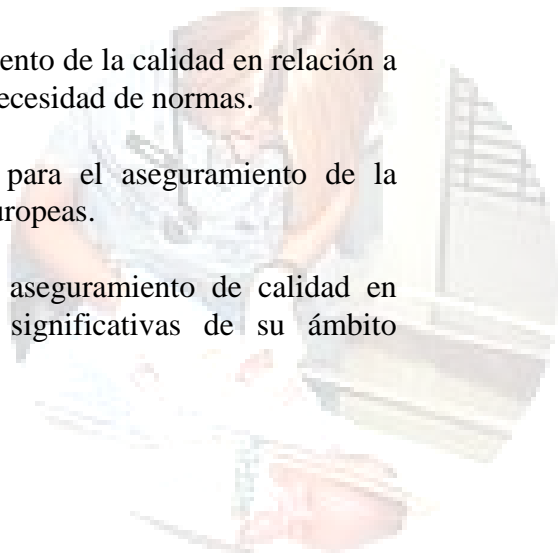 ento de la calidad en relación a
ecesidad de normas.
para el aseguramiento de la
uropeas.
aseguramiento de calidad en
significativas de su ámbito